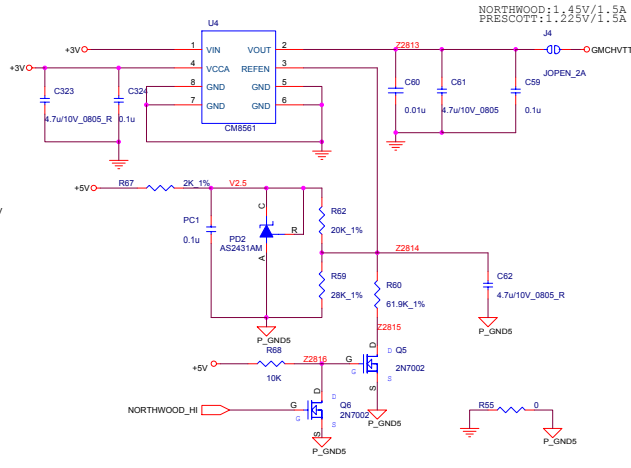 NORTHWOOD:1.45V/1.5A
PRESCOTT:1.225V/1.5A
U4
J4
+3V
1 VIN VOUT 2
Z2813
GMCHVTT
+3V
4 VCCA REFEN 3
JOPEN_2A
8 GND GND 5
7 GND GND 6
CM8561
C323
4.7u/10V_0805_R
C324
0.1u
C60
0.01u
C61
4.7u/10V_0805
C59
0.1u
+5V
R67
2K_1%
V2.5
PC1
0.1u
C
R
A
PD2
AS2431AM
R62
20K_1%
Z2814
R59
28K_1%
R60
61.9K_1%
C62
4.7u/10V_0805_R
P_GND5
P_GND5
Z2815
R68
+5V
10K
Z2816
G
D
S
Q5
2N7002
D
G
S
P_GND5
NORTHWOOD_HI
G
D
S
Q6
2N7002
D
G
S
P_GND5
R55
0
P_GND5